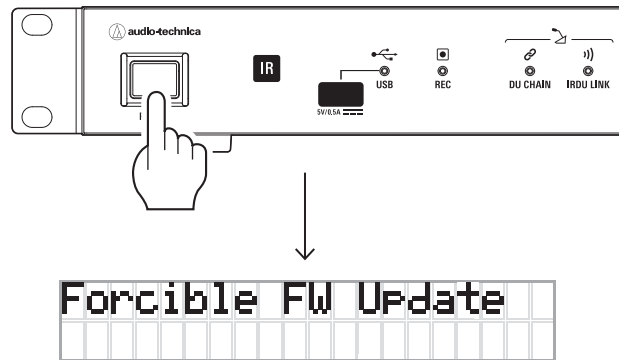 audio-technica
IR
USB
REC
DU CHAIN
IRDU LINK
5V/0.5A
Forcible FW Update